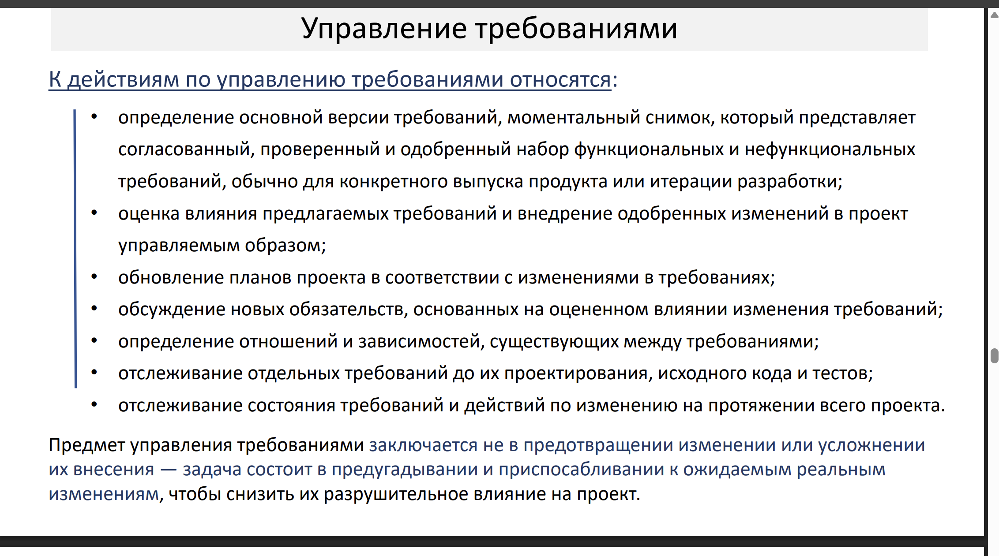 Управление требованиями
К действиям по управлению требованиями относятся:
• определение основной версии требований, моментальный снимок, который представляет
согласованный, проверенный и одобренный набор функциональных и нефункциональных
требований, обычно для конкретного выпуска продукта или итерации разработки;
• оценка влияния предлагаемых требований и внедрение одобренных изменений в проект
управляемым образом;
• обновление планов проекта в соответствии с изменениями в требованиях;
• обсуждение новых обязательств, основанных на оцененном влиянии изменения требований;
• определение отношений и зависимостей, существующих между требованиями;
• отслеживание отдельных требований до их проектирования, исходного кода и тестов;
• отслеживание состояния требований и действий по изменению на протяжении всего проекта.
Предмет управления требованиями заключается не в предотвращении изменении или усложнении
их внесения — задача состоит в предугадывании и приспосабливании к ожидаемым реальным
изменениям, чтобы снизить их разрушительное влияние на проект.